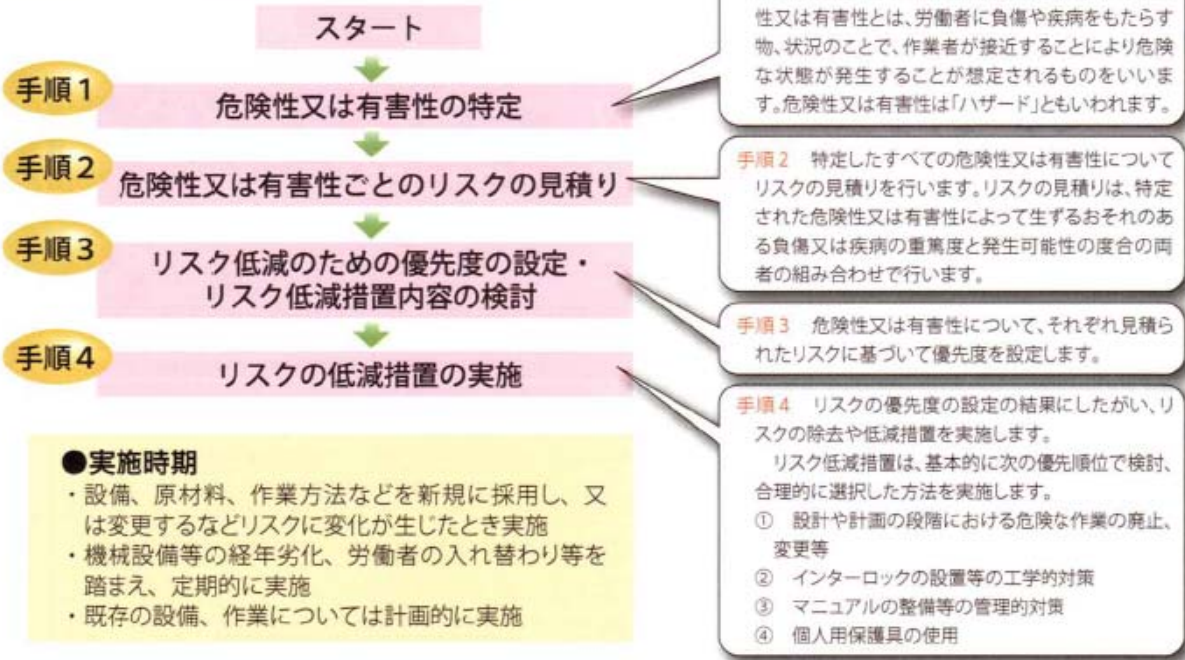 スタート
手順1
危険性又は有害性の特定
手順2
危険性又は有害性ごとのリスクの見積り
手順3
リスク低減のための優先度の設定・
リスク低減措置内容の検討
手順4
リスクの低減措置の実施
●実施時期
・設備、原材料、作業方法などを新規に採用し、又
は変更するなどリスクに変化が生じたとき実施
・機械設備等の経年劣化、労働者の入れ替わり等を
踏まえ、定期的に実施
・既存の設備、作業については計画的に実施
性又は有害性とは、労働者に負傷や疾病をもたらす
物、状況のことで、作業者が接近することにより危険
な状態が発生することが想定されるものをいいま
す。危険性又は有害性は「ハザード」ともいわれます。
手順2 特定したすべての危険性又は有害性について
リスクの見積りを行います。リスクの見積りは、特定
された危険性又は有害性によって生ずるおそれのあ
る負傷又は疾病の重篤度と発生可能性の度合の両
者の組み合わせで行います。
手順3 危険性又は有害性について、それぞれ見積ら
れたリスクに基づいて優先度を設定します。
手順4 リスクの優先度の設定の結果にしたがい、リ
スクの除去や低減措置を実施します。
リスク低減措置は、基本的に次の優先順位で検討、
合理的に選択した方法を実施します。
① 設計や計画の段階における危険な作業の廃止、
変更等
② インターロックの設置等の工学的対策
③ マニュアルの整備等の管理的対策
④ 個人用保護具の使用